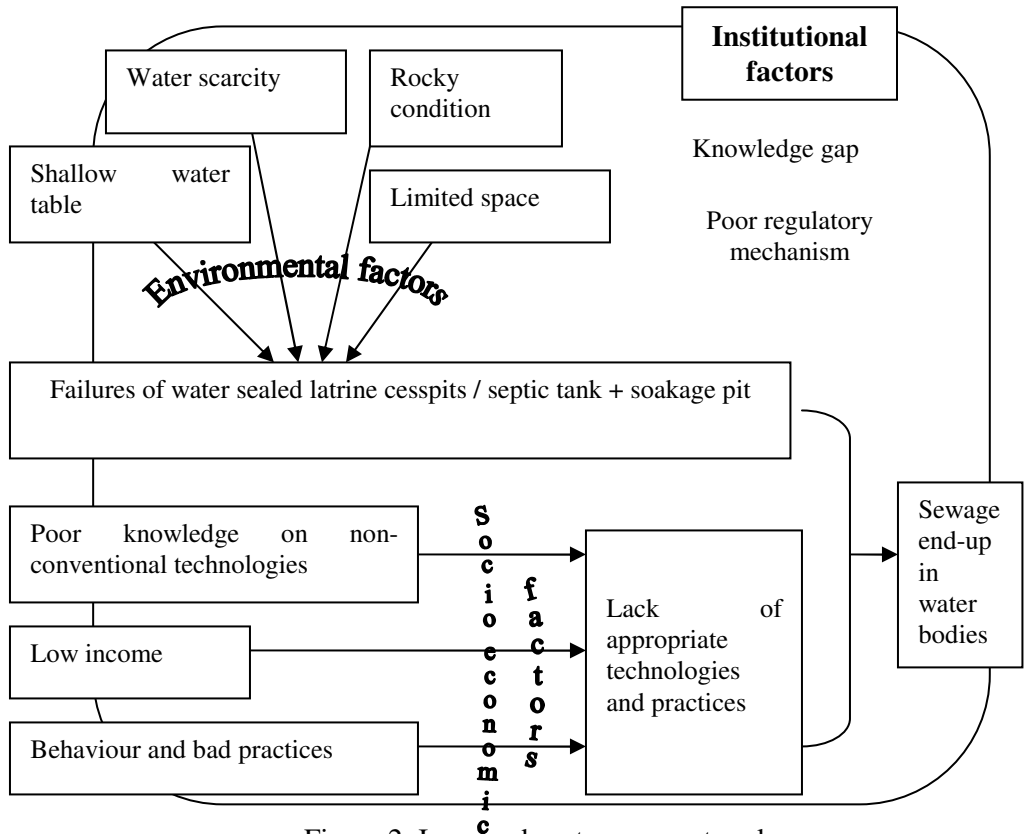 Institutional
factors
Water scarcity
Rocky
condition
Knowledge gap
Shallow water
table
Limited space
Poor regulatory
mechanism
Environmental factors
Failures of water sealed latrine cesspits / septic tank + soakage pit
Poor knowledge on non-
conventional technologies
Low income
Behaviour and bad practices
Socio economic
factors
Lack of
appropriate
technologies
and practices
Sewage
end-up
in
water
bodies
Figure 2